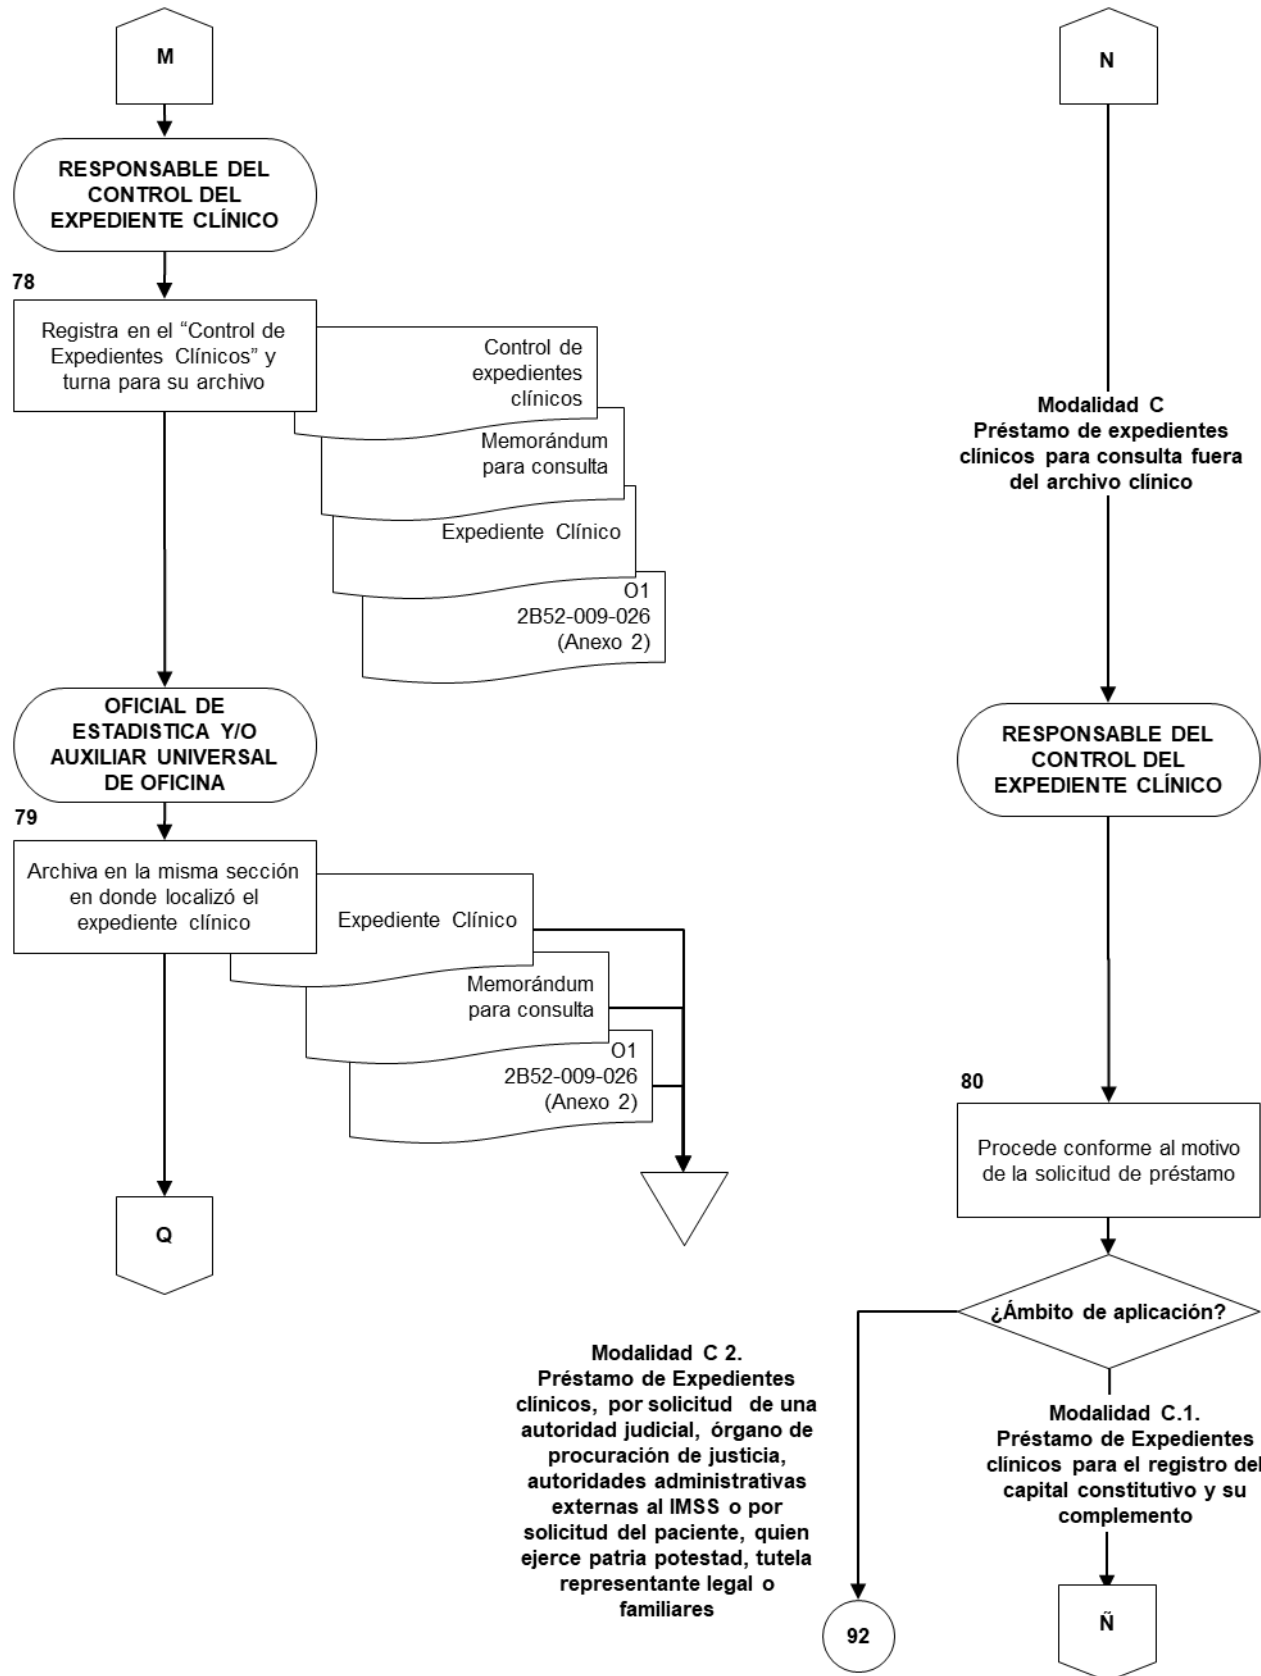 M
RESPONSABLE DEL
CONTROL DEL
EXPEDIENTE CLÍNICO
78
Registra en el “Control de
Expedientes Clínicos” y
turna para su archivo
Control de
expedientes
clínicos
Memorándum
para consulta
Expediente Clínico
O1
2B52-009-026
(Anexo 2)
OFICIAL DE
ESTADISTICA Y/O
AUXILIAR UNIVERSAL
DE OFICINA
79
Archiva en la misma sección
en donde localizó el
expediente clínico
Expediente Clínico
Memorándum
para consulta
O1
2B52-009-026
(Anexo 2)
Q
N
Modalidad C
Préstamo de expedientes
clínicos para consulta fuera
del archivo clínico
RESPONSABLE DEL
CONTROL DEL
EXPEDIENTE CLÍNICO
80
Procede conforme al motivo
de la solicitud de préstamo
¿Ámbito de aplicación?
Modalidad C 2.
Préstamo de Expedientes
clínicos, por solicitud de una
autoridad judicial, órgano de
procuración de justicia,
autoridades administrativas
externas al IMSS o por
solicitud del paciente, quien
ejerce patria potestad, tutela
representante legal o
familiares
92
Modalidad C.1.
Préstamo de Expedientes
clínicos para el registro del
capital constitutivo y su
complemento
Ñ